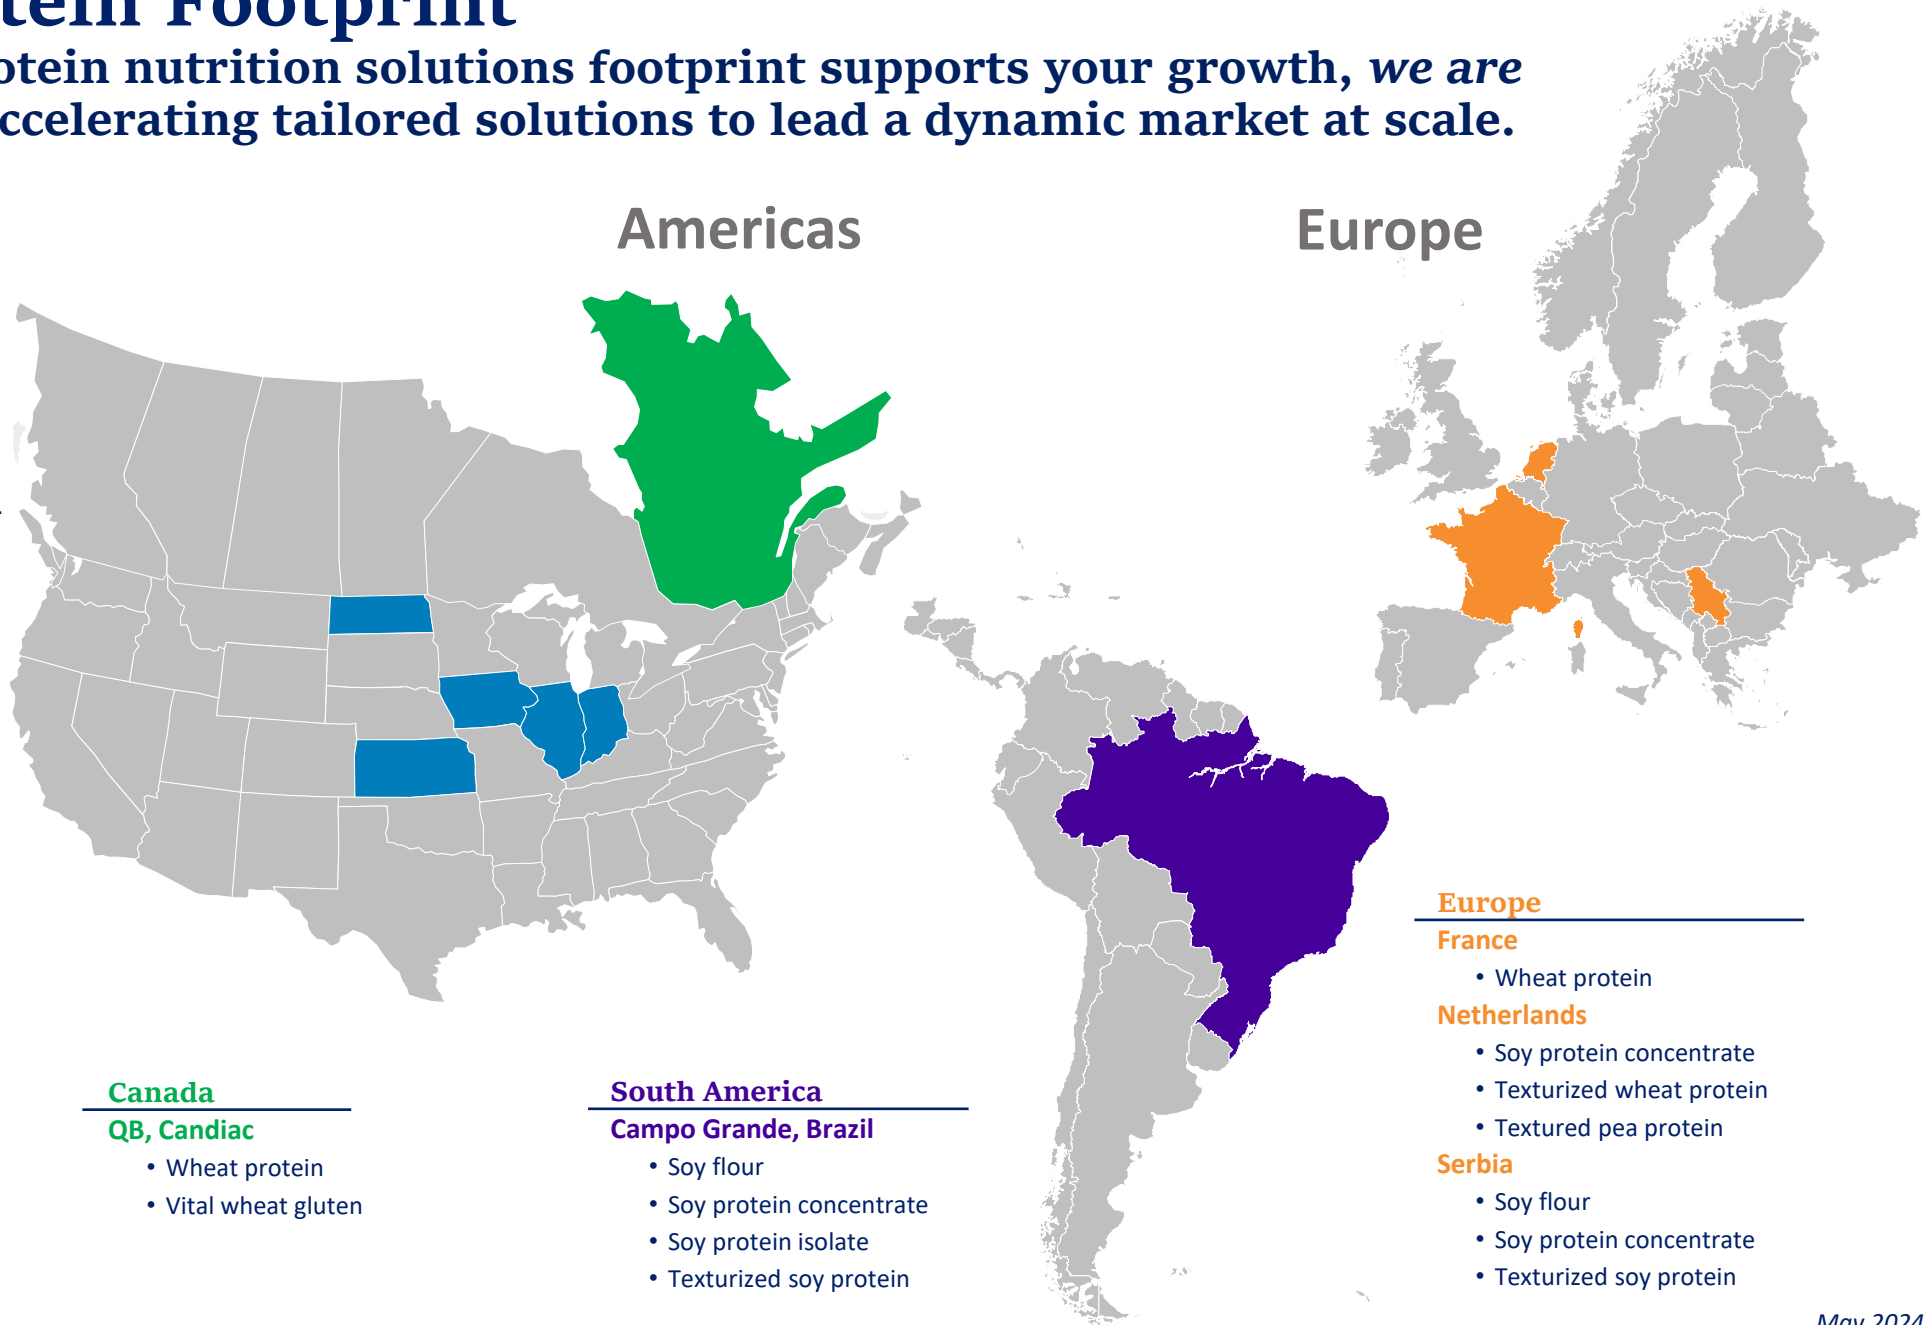 tein Footprint
otein nutrition solutions footprint supports your growth, we are
ccelerating tailored solutions to lead a dynamic market at scale.
Americas
Europe
Canada
QB, Candiac
• Wheat protein
• Vital wheat gluten
South America
Campo Grande, Brazil
• Soy flour
• Soy protein concentrate
• Soy protein isolate
• Texturized soy protein
Europe
France
• Wheat protein
Netherlands
• Soy protein concentrate
• Texturized wheat protein
• Textured pea protein
Serbia
• Soy flour
• Soy protein concentrate
• Texturized soy protein
May 2024